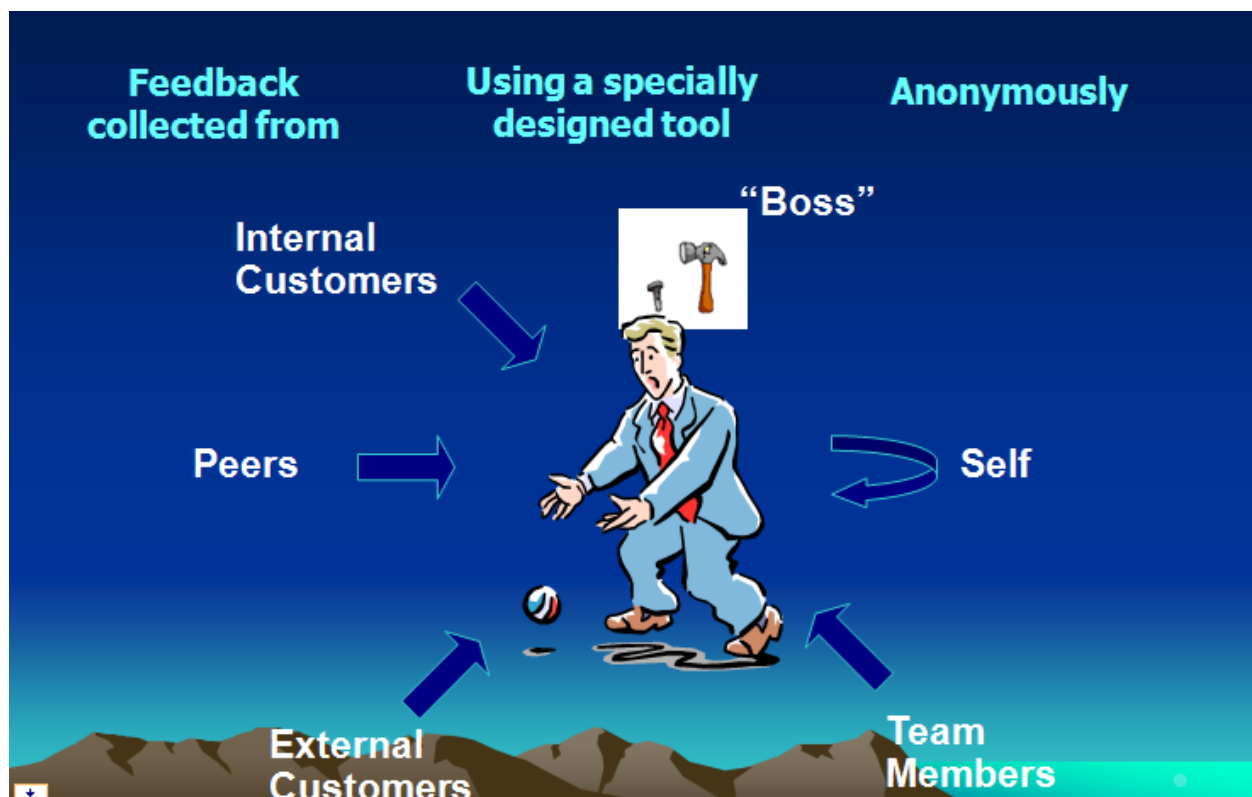 Feedback
collected from
Using a specially
designed tool
Anonymously
“Boss”
Internal
Customers
Peers
Self
External
Customers
Team
Members